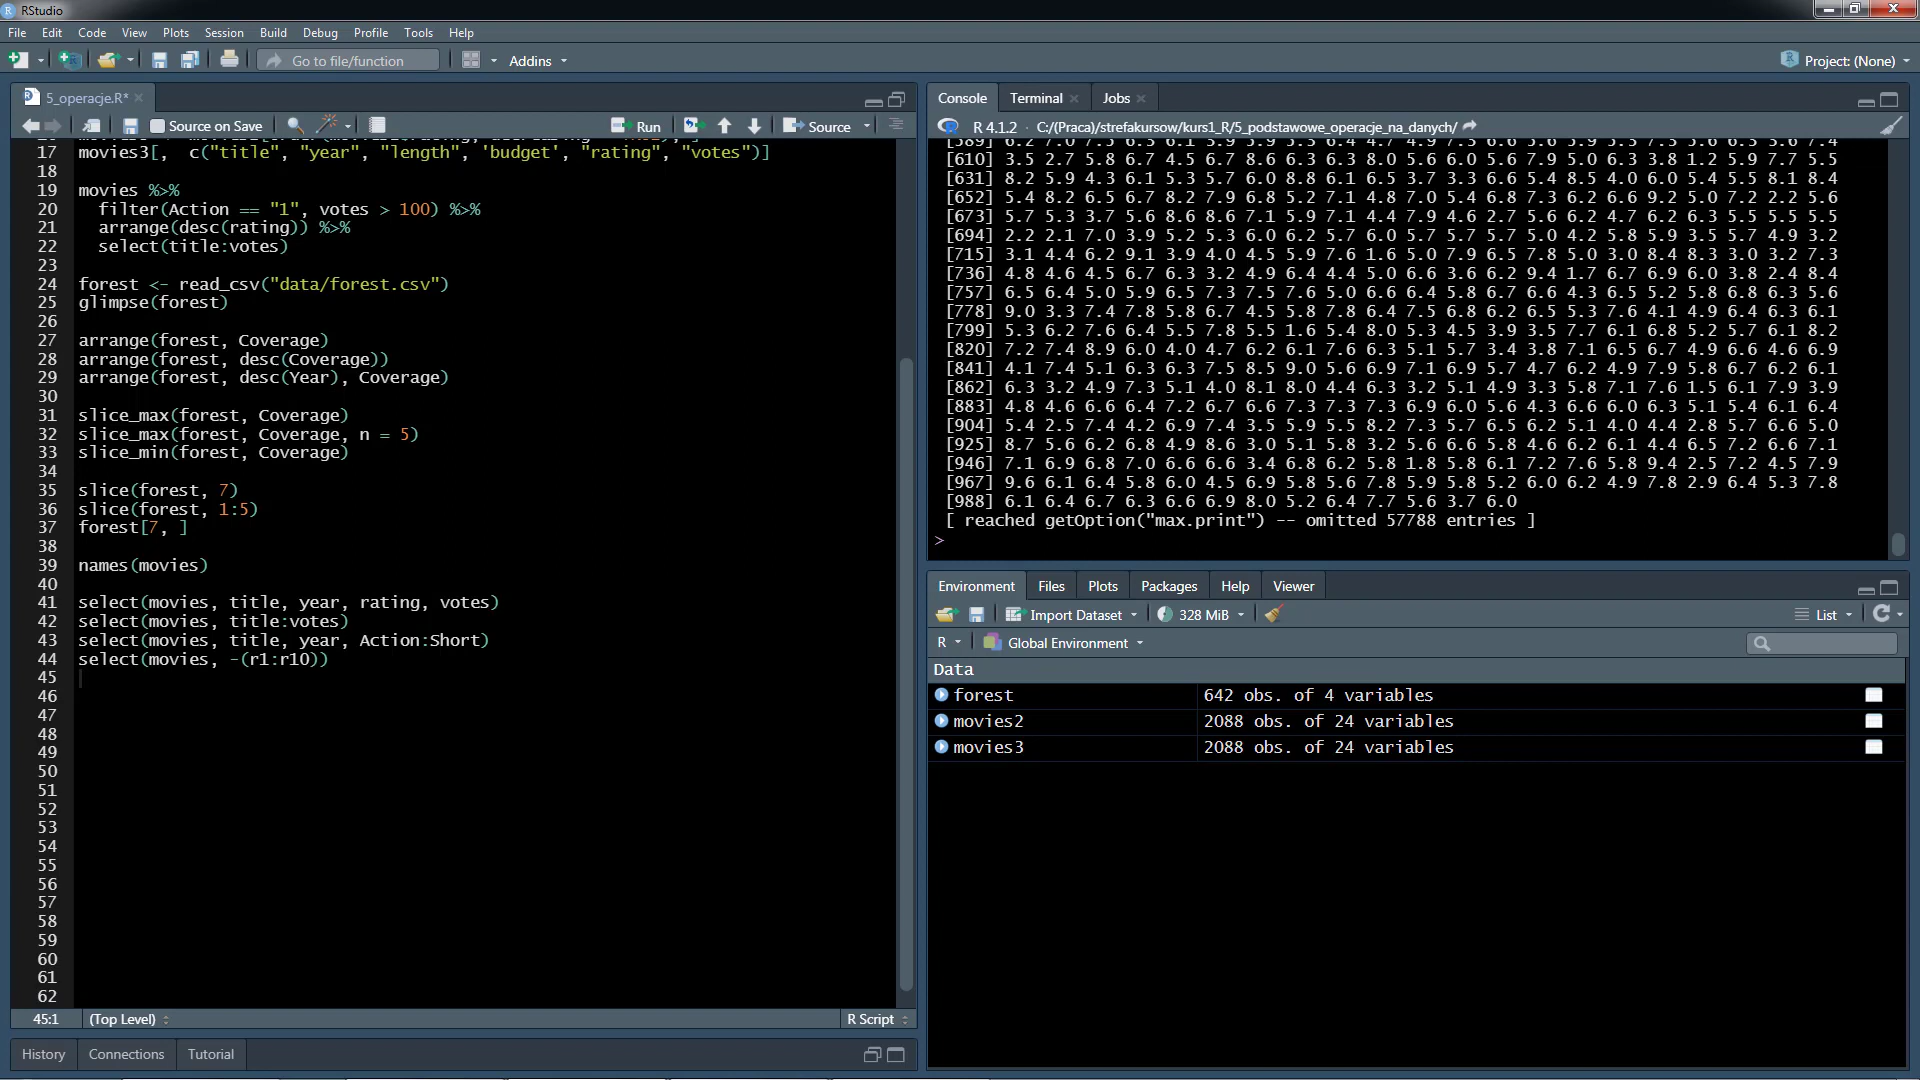 RStudio
File Edit Code View Plots Session Build Debug Profile Tools Help
Go to file/function Addins Project: (None)
5_operacje.R*
Source on Save Run Source
17 movies3[,  c("title", "year", "length", 'budget', "rating", "votes")]
18
19 movies %>%
20   filter(Action == "1", votes > 100) %>%
21   arrange(desc(rating)) %>%
22   select(title:votes)
23
24 forest <- read_csv("data/forest.csv")
25 glimpse(forest)
26
27 arrange(forest, Coverage)
28 arrange(forest, desc(Coverage))
29 arrange(forest, desc(Year), Coverage)
30
31 slice_max(forest, Coverage)
32 slice_max(forest, Coverage, n = 5)
33 slice_min(forest, Coverage)
34
35 slice(forest, 7)
36 slice(forest, 1:5)
37 forest[7, ]
38
39 names(movies)
40
41 select(movies, title, year, rating, votes)
42 select(movies, title:votes)
43 select(movies, title, year, Action:Short)
44 select(movies, -(r1:r10))
45
46
47
48
49
50
51
52
53
54
55
56
57
58
59
60
61
62
45:1 (Top Level) R Script
History Connections Tutorial
Console Terminal Jobs
R 4.1.2 · C:/(Praca)/strefakursow/kurs1_R/5_podstawowe_operacje_na_danych/
[610] 3.5 2.7 5.8 6.7 4.5 6.7 8.6 6.3 6.3 8.0 5.6 6.0 5.6 7.9 5.0 6.3 3.8 1.2 5.9 7.7 5.5
[631] 8.2 5.9 4.3 6.1 5.3 5.7 6.0 8.8 6.1 6.5 3.7 3.3 6.6 5.4 8.5 4.0 6.0 5.4 5.5 8.1 8.4
[652] 5.4 8.2 6.5 6.7 8.2 7.9 6.8 5.2 7.1 4.8 7.0 5.4 6.8 7.3 6.2 6.6 9.2 5.0 7.2 2.2 5.6
[673] 5.7 5.3 3.7 5.6 8.6 8.6 7.1 5.9 7.1 4.4 7.9 4.6 2.7 5.6 6.2 4.7 6.2 6.3 5.5 5.5 5.5
[694] 2.2 2.1 7.0 3.9 5.2 5.3 6.0 6.2 5.7 6.0 5.7 5.7 5.7 5.0 4.2 5.8 5.9 3.5 5.7 4.9 3.2
[715] 3.1 4.4 6.2 9.1 3.9 4.0 4.5 5.9 7.6 1.6 5.0 7.9 6.5 7.8 5.0 3.0 8.4 8.3 3.0 3.2 7.3
[736] 4.8 4.6 4.5 6.7 6.3 3.2 4.9 6.4 4.4 5.0 6.6 3.6 6.2 9.4 1.7 6.7 6.9 6.0 3.8 2.4 8.4
[757] 6.5 6.4 5.0 5.9 6.5 7.3 7.5 7.6 5.0 6.6 6.4 5.8 6.7 6.6 4.3 6.5 5.2 5.8 6.8 6.3 5.6
[778] 9.0 3.3 7.4 7.8 5.8 6.7 4.5 5.8 7.8 6.4 7.5 6.8 6.2 6.5 5.3 7.6 4.1 4.9 6.4 6.3 6.1
[799] 5.3 6.2 7.6 6.4 5.5 7.8 5.5 1.6 5.4 8.0 5.3 4.5 3.9 3.5 7.7 6.1 6.8 5.2 5.7 6.1 8.2
[820] 7.2 7.4 8.9 6.0 4.0 4.7 6.2 6.1 7.6 6.3 5.1 5.7 3.4 3.8 7.1 6.5 6.7 4.9 6.6 4.6 6.9
[841] 4.1 7.4 5.1 6.3 6.3 7.5 8.5 9.0 5.6 6.9 7.1 6.9 5.7 4.7 6.2 4.9 7.9 5.8 6.7 6.2 6.1
[862] 6.3 3.2 4.9 7.3 5.1 4.0 8.1 8.0 4.4 6.3 3.2 5.1 4.9 3.3 5.8 7.1 7.6 1.5 6.1 7.9 3.9
[883] 4.8 4.6 6.6 6.4 7.2 6.7 6.6 7.3 7.3 7.3 6.9 6.0 5.6 4.3 6.6 6.0 6.3 5.1 5.4 6.1 6.4
[904] 5.4 2.5 7.4 4.2 6.9 7.4 3.5 5.9 5.5 8.2 7.3 5.7 6.5 6.2 5.1 4.0 4.4 2.8 5.7 6.6 5.0
[925] 8.7 5.6 6.2 6.8 4.9 8.6 3.0 5.1 5.8 3.2 5.6 6.6 5.8 4.6 6.2 6.1 4.4 6.5 7.2 6.6 7.1
[946] 7.1 6.9 6.8 7.0 6.6 6.6 3.4 6.8 6.2 5.8 1.8 5.8 6.1 7.2 7.6 5.8 9.4 2.5 7.2 4.5 7.9
[967] 9.6 6.1 6.4 5.8 6.0 4.5 6.9 5.8 5.6 7.8 5.9 5.8 5.2 6.0 6.2 4.9 7.8 2.9 6.4 5.3 7.8
[988] 6.1 6.4 6.7 6.3 6.6 6.9 8.0 5.2 6.4 7.7 5.6 3.7 6.0
[ reached getOption("max.print") -- omitted 57788 entries ]
>
Environment Files Plots Packages Help Viewer
Import Dataset 328 MiB List
R Global Environment
Data
forest 642 obs. of 4 variables
movies2 2088 obs. of 24 variables
movies3 2088 obs. of 24 variables